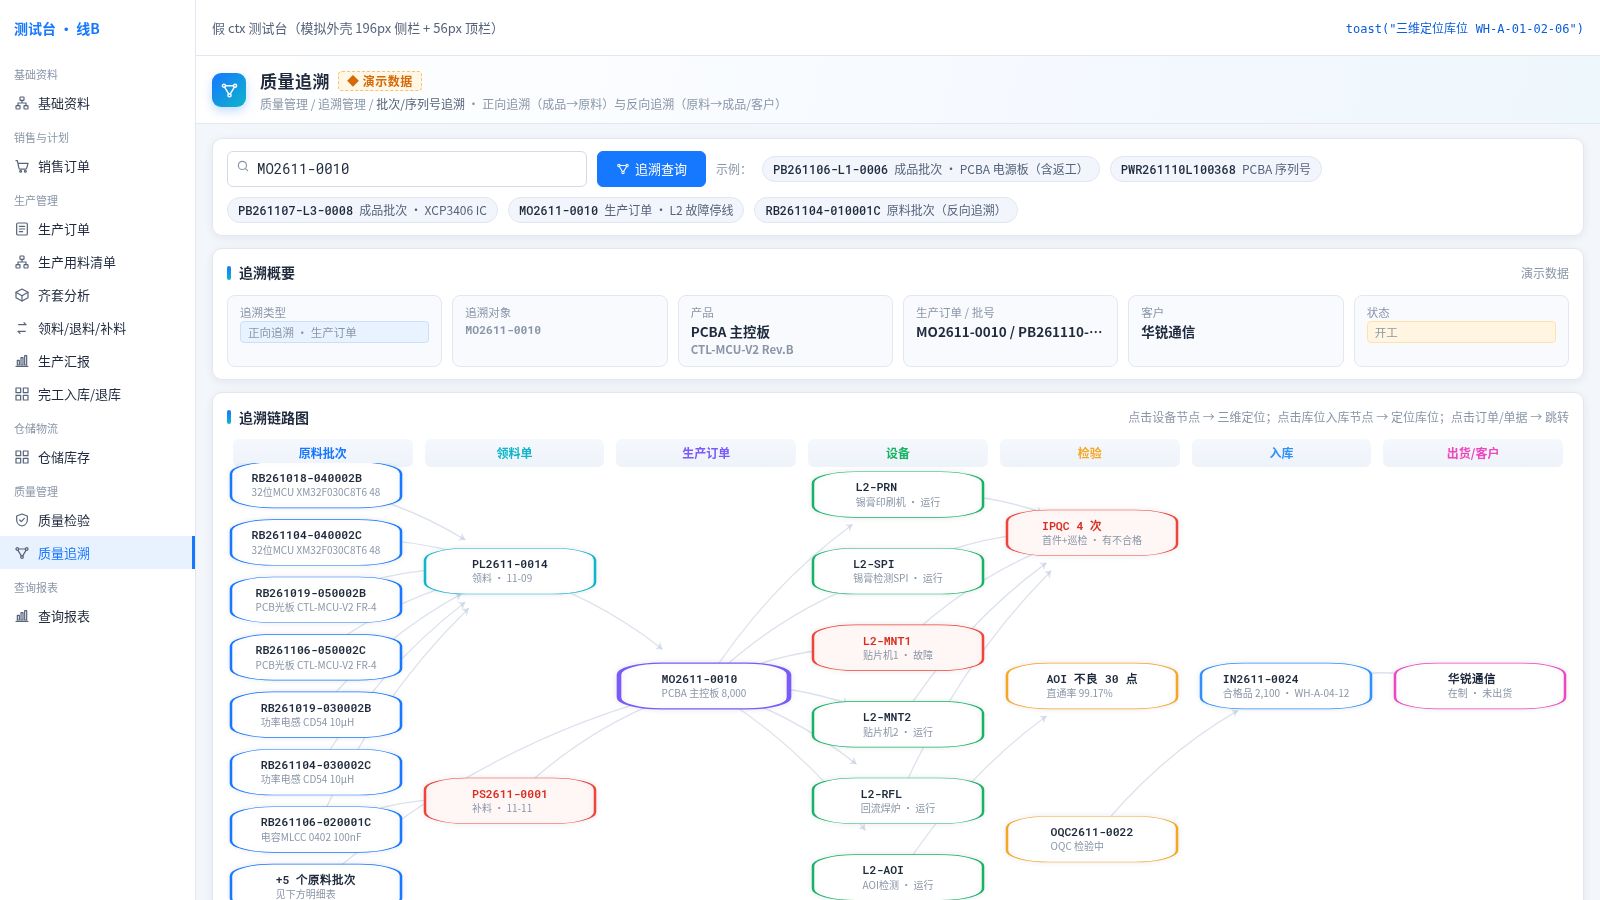 测试台 · 线B
假 ctx 测试台（模拟外壳 196px 侧栏 + 56px 顶栏）
toast("三维定位库位 WH-A-01-02-06")
基础资料
基础资料
销售与计划
销售订单
生产管理
生产订单
生产用料清单
齐套分析
领料/退料/补料
生产汇报
完工入库/退库
仓储物流
仓储库存
质量管理
质量检验
质量追溯
查询报表
查询报表
质量追溯
◆ 演示数据
质量管理 / 追溯管理 / 批次/序列号追溯 · 正向追溯（成品→原料）与反向追溯（原料→成品/客户）
MO2611-0010
追溯查询
示例：
PB261106-L1-0006 成品批次 · PCBA 电源板（含返工）
PWR261110L100368 PCBA 序列号
PB261107-L3-0008 成品批次 · XCP3406 IC
MO2611-0010 生产订单 · L2 故障停线
RB261104-010001C 原料批次（反向追溯）
追溯概要
演示数据
追溯类型
正向追溯 · 生产订单
追溯对象
MO2611-0010
产品
PCBA 主控板
CTL-MCU-V2 Rev.B
生产订单 / 批号
MO2611-0010 / PB261110-···
客户
华锐通信
状态
开工
追溯链路图
点击设备节点 → 三维定位；点击库位入库节点 → 定位库位；点击订单/单据 → 跳转
原料批次
领料单
生产订单
设备
检验
入库
出货/客户
RB261018-040002B
32位MCU XM32F030C8T6 48
RB261104-040002C
32位MCU XM32F030C8T6 48
RB261019-050002B
PCB光板 CTL-MCU-V2 FR-4
RB261106-050002C
PCB光板 CTL-MCU-V2 FR-4
RB261019-030002B
功率电感 CD54 10μH
RB261104-030002C
功率电感 CD54 10μH
RB261106-020001C
电容MLCC 0402 100nF
+5 个原料批次
见下方明细表
PL2611-0014
领料 · 11-09
PS2611-0001
补料 · 11-11
MO2611-0010
PCBA 主控板 8,000
L2-PRN
锡膏印刷机 · 运行
L2-SPI
锡膏检测SPI · 运行
L2-MNT1
贴片机1 · 故障
L2-MNT2
贴片机2 · 运行
L2-RFL
回流焊炉 · 运行
L2-AOI
AOI检测 · 运行
IPQC 4 次
首件+巡检 · 有不合格
AOI 不良 30 点
直通率 99.17%
OQC2611-0022
OQC 检验中
IN2611-0024
合格品 2,100 · WH-A-04-12
华锐通信
在制 · 未出货